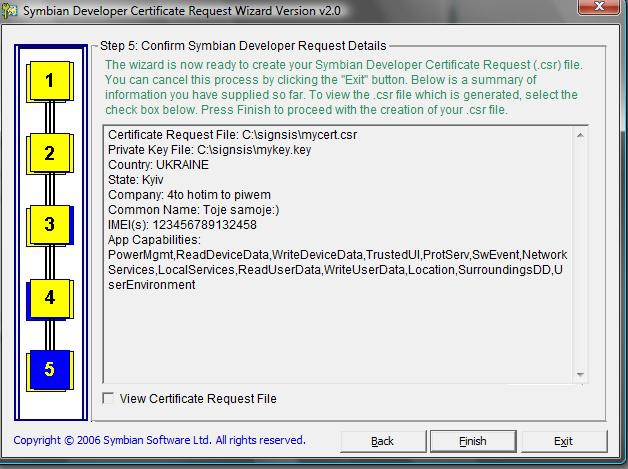 Symbian Developer Certificate Request Wizard Version v2.0
Step 5: Confirm Symbian Developer Request Details
The wizard is now ready to create your Symbian Developer Certificate Request (.csr) file.
You can cancel this process by clicking the "Exit" button. Below is a summary of
information you have supplied so far. To view the .csr file which is generated, select the
check box below. Press Finish to proceed with the creation of your .csr file.
1
2
3
4
5
Certificate Request File: C:\signsis\mycert.csr
Private Key File: C:\signsis\mykey.key
Country: UKRAINE
State: Kyiv
Company: 4to hotim to piwem
Common Name: Toje samoje:)
IMEI(s): 123456789132458
App Capabilities:
PowerMgmt,ReadDeviceData,WriteDeviceData,TrustedUI,ProtServ,SwEvent,Network
Services,LocalServices,ReadUserData,WriteUserData,Location,SurroundingsDD,U
serEnvironment
View Certificate Request File
Copyright © 2006 Symbian Software Ltd. All rights reserved.
Back
Finish
Exit